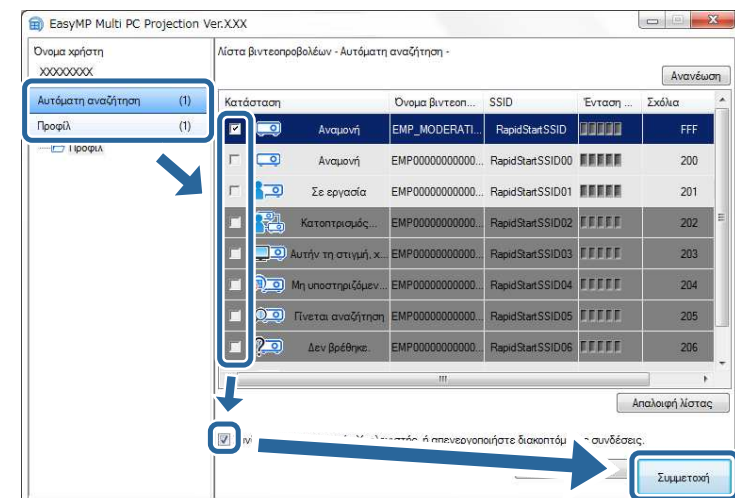 EasyMP Multi PC Projection Ver.XXX
Όνομα χρήστη
XXXXXXXX
Αυτόματη αναζήτηση (1)
Προφίλ (1)
Προφίλ
Λίστα βιντεοπροβολέων - Αυτόματη αναζήτηση -
Ανανέωση
Κατάσταση Όνομα βιντεοπ... SSID Ένταση ... Σχόλια
Αναμονή EMP_MODERATI... RapidStartSSID FFF
Αναμονή EMP00000000000... RapidStartSSID00 200
Σε εργασία EMP00000000000... RapidStartSSID01 201
Κατοπτρισμός... EMP00000000000... RapidStartSSID02 202
Αυτήν τη στιγμή, χ... EMP00000000000... RapidStartSSID03 203
Μη υποστηριζόμεν... EMP00000000000... RapidStartSSID04 204
Γίνεται αναζήτηση EMP00000000000... RapidStartSSID05 205
Δεν βρέθηκε. EMP00000000000... RapidStartSSID06 206
Απαλοιφή λίστας
ή απενεργοποιήστε συνδέσεις.
Συμμετοχή